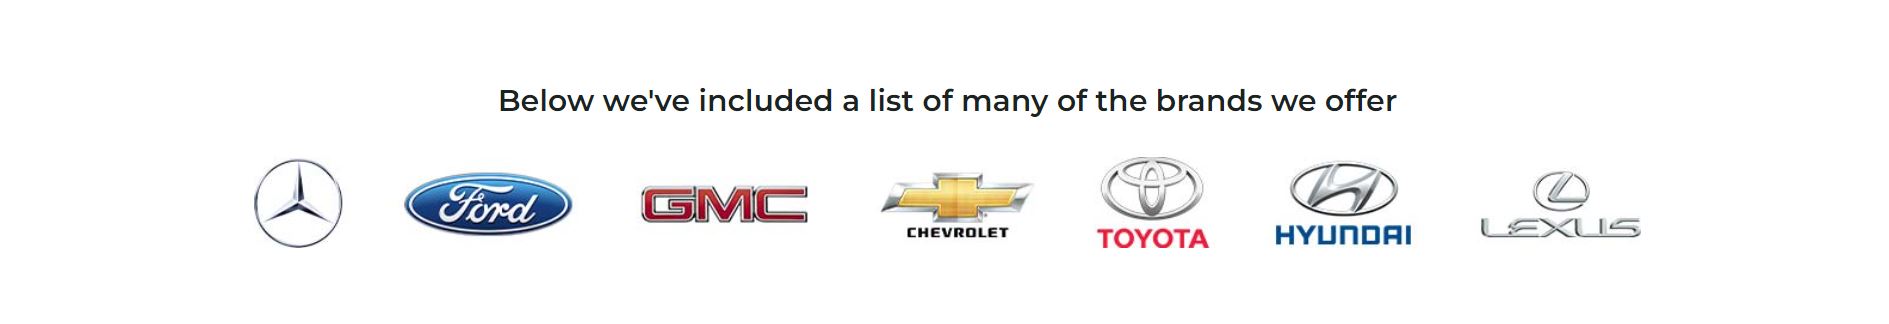 Below we've included a list of many of the brands we offer
Ford
GMC
CHEVROLET
TOYOTA
HYUNDAI
LEXUS